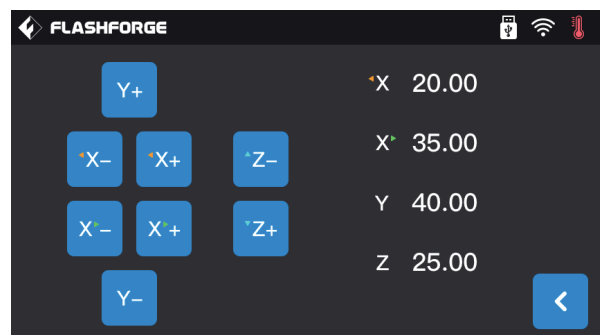 FLASHFORGE
Y+
X 20.00
X 35.00
X– X+ Z–
Y 40.00
X– X+ Z+
Z 25.00
Y–